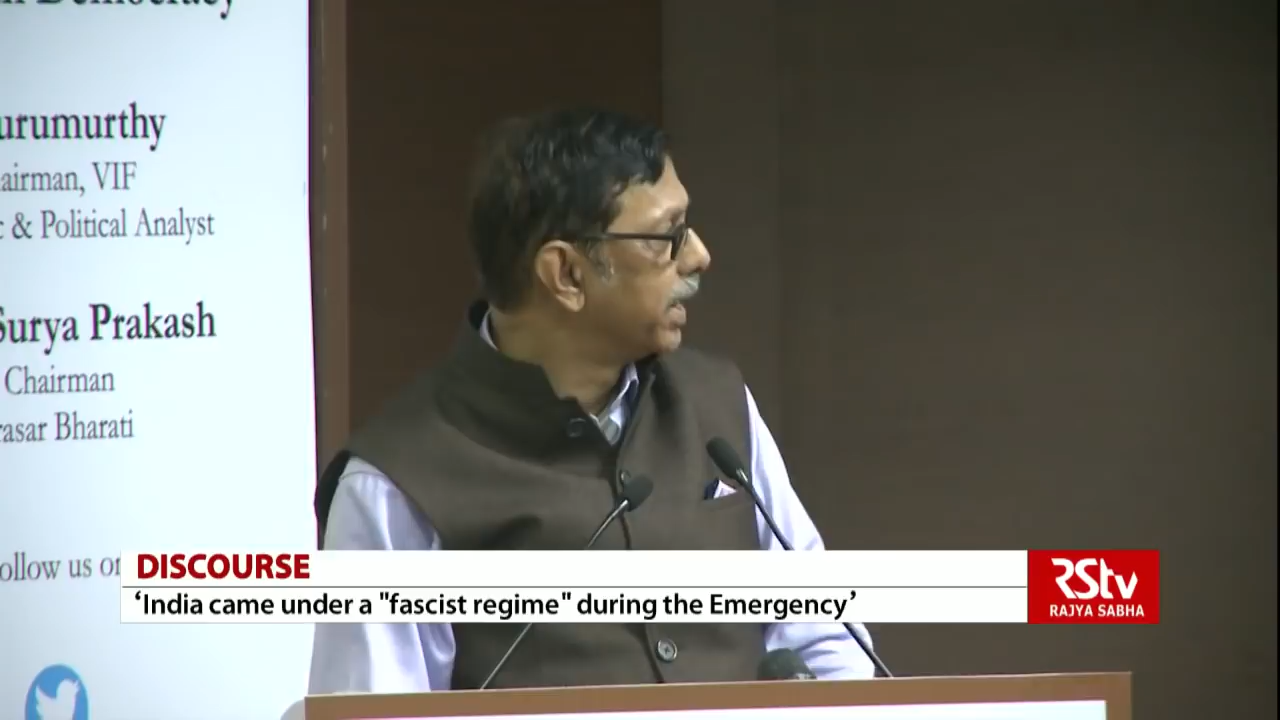 Democracy
urumurthy
airman, VIF
& Political Analyst
Surya Prakash
Chairman
rasar Bharati
ollow us on
DISCOURSE
‘India came under a "fascist regime" during the Emergency’
RStv
RAJYA SABHA